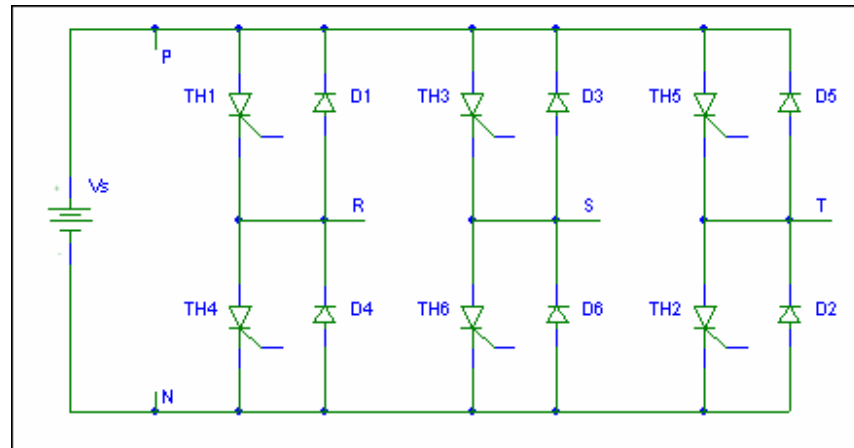 P
TH1 D1 TH3 D3 TH5 D5
+
Vs
R S T
-
TH4 D4 TH6 D6 TH2 D2
N